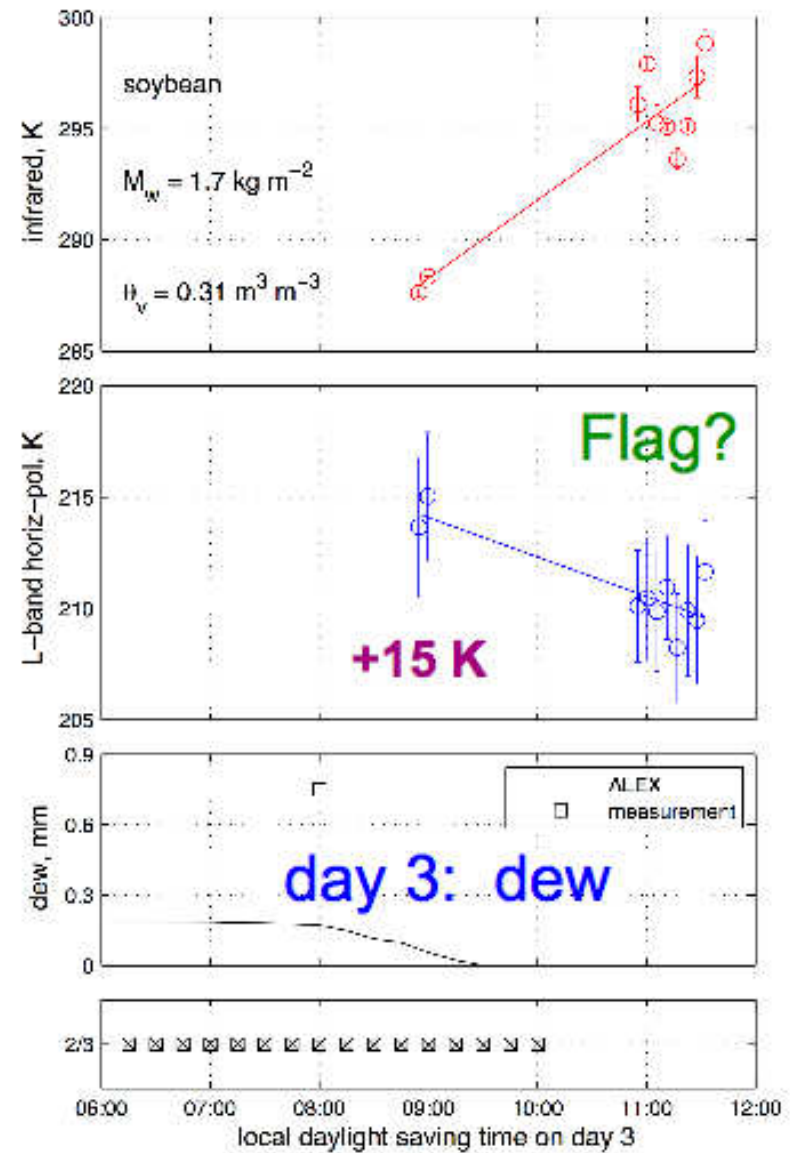 300
295
290
285
infrared, K
soybean
M_w = 1.7 kg m⁻²
θ_v = 0.31 m³ m⁻³
220
215
210
205
L-band horiz-pol, K
Flag?
+15 K
0.9
0.6
0.3
0
dew, mm
ALEX
measurement
day 3: dew
2/3
06:00 07:00 08:00 09:00 10:00 11:00 12:00
local daylight saving time on day 3